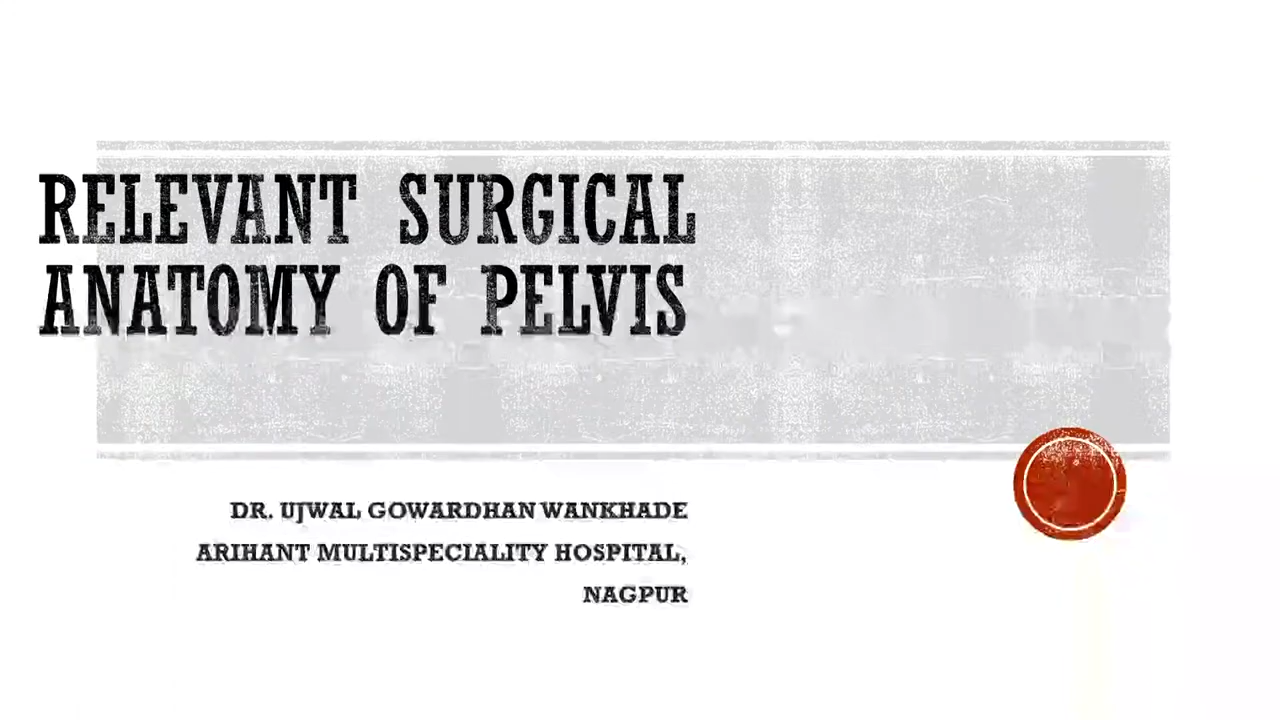 RELEVANT SURGICAL
ANATOMY OF PELVIS
DR. UJWAL GOWARDHAN WANKHADE
ARIHANT MULTISPECIALITY HOSPITAL,
NAGPUR